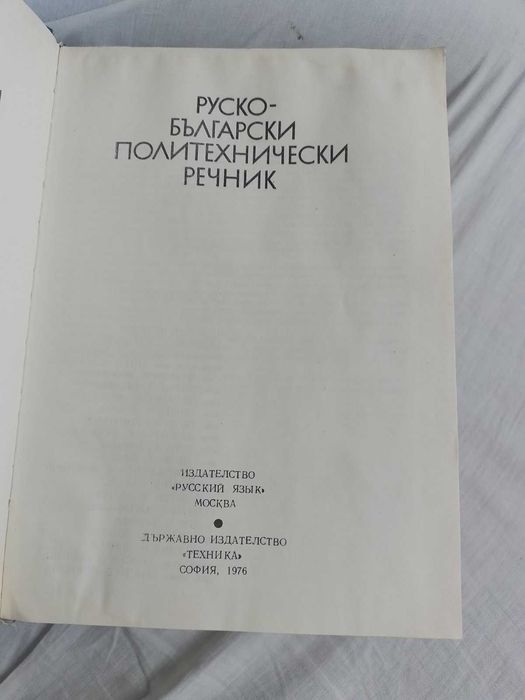 РУСКО-
БЪЛГАРСКИ
ПОЛИТЕХНИЧЕСКИ
РЕЧНИК
ИЗДАТЕЛСТВО
«РУССКИЙ ЯЗЫК»
МОСКВА
ДЪРЖАВНО ИЗДАТЕЛСТВО
«ТЕХНИКА»
СОФИЯ, 1976